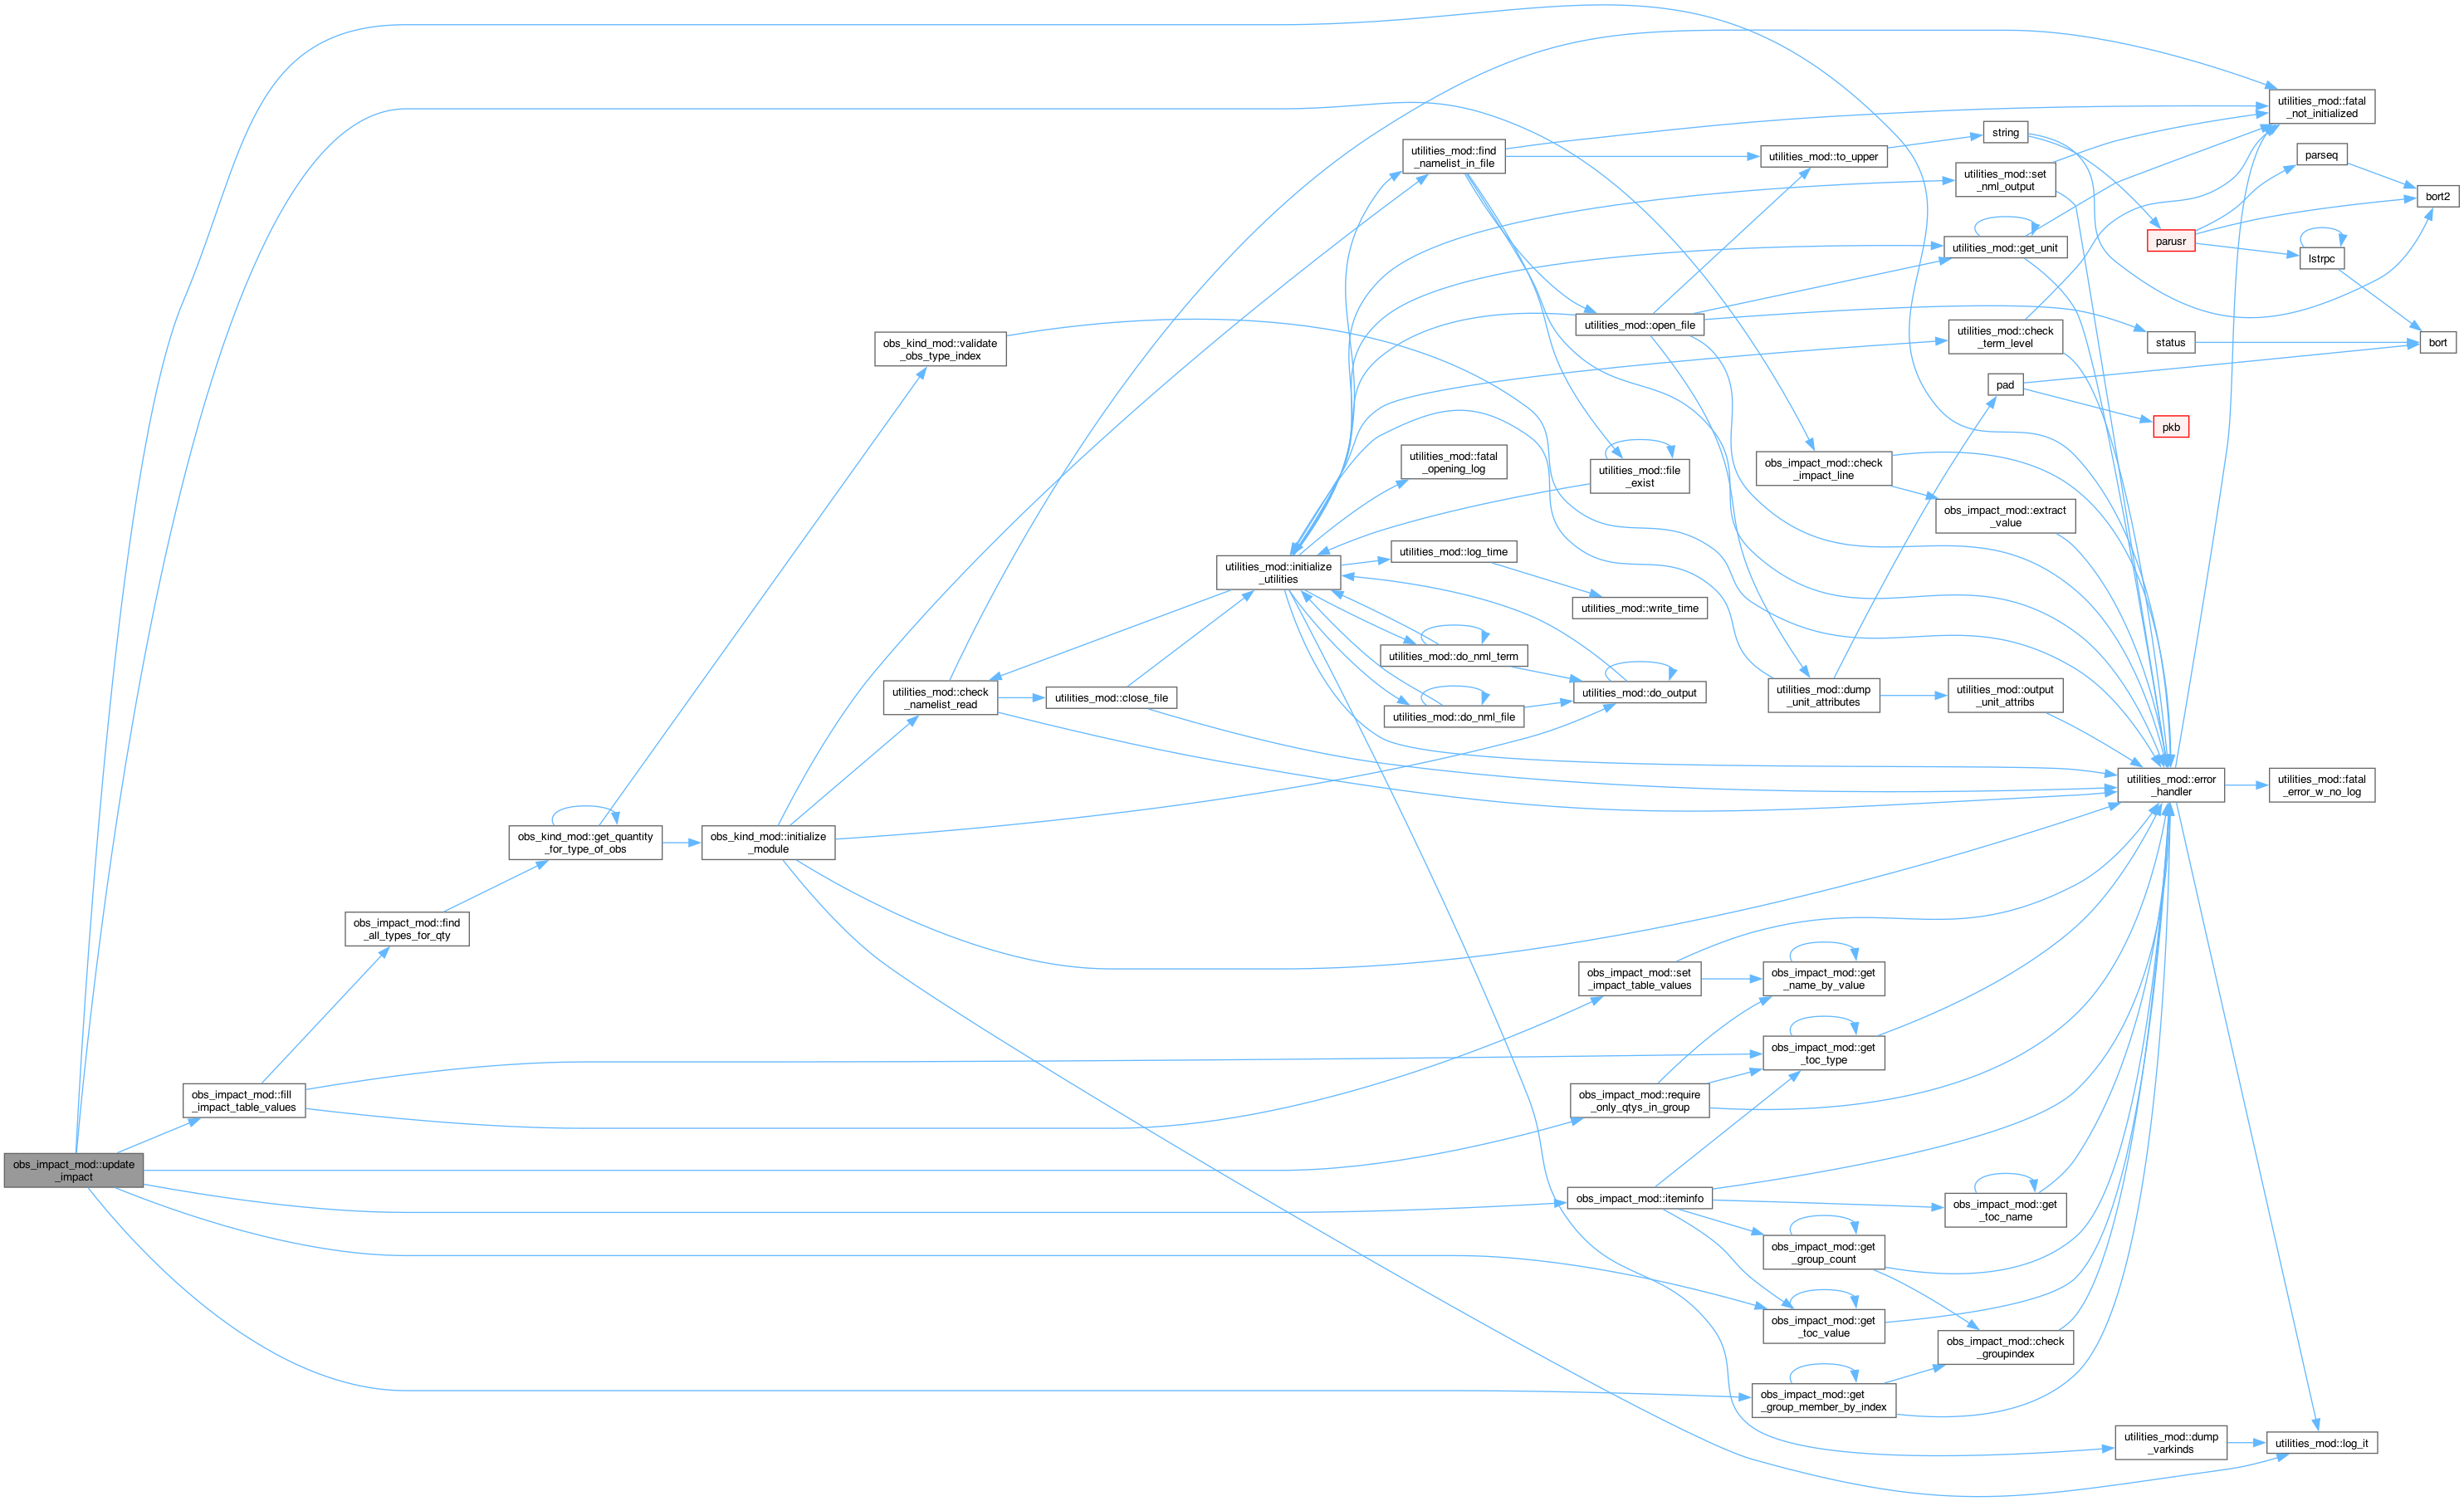 utilities_mod::fatal
_not_initialized
string
parseq
utilities_mod::find
_namelist_in_file
utilities_mod::to_upper
utilities_mod::set
_nml_output
bort2
parusr
utilities_mod::get_unit
lstrpc
utilities_mod::open_file
utilities_mod::check
_term_level
status
bort
obs_kind_mod::validate
_obs_type_index
pad
pkb
utilities_mod::fatal
_opening_log
utilities_mod::file
_exist
obs_impact_mod::check
_impact_line
obs_impact_mod::extract
_value
utilities_mod::log_time
utilities_mod::initialize
_utilities
utilities_mod::write_time
utilities_mod::do_nml_term
utilities_mod::check
_namelist_read
utilities_mod::close_file
utilities_mod::do_output
utilities_mod::do_nml_file
utilities_mod::dump
_unit_attributes
utilities_mod::output
_unit_attribs
utilities_mod::error
_handler
utilities_mod::fatal
_error_w_no_log
obs_kind_mod::get_quantity
_for_type_of_obs
obs_kind_mod::initialize
_module
obs_impact_mod::find
_all_types_for_qty
obs_impact_mod::set
_impact_table_values
obs_impact_mod::get
_name_by_value
obs_impact_mod::get
_toc_type
obs_impact_mod::fill
_impact_table_values
obs_impact_mod::require
_only_qtys_in_group
obs_impact_mod::update
_impact
obs_impact_mod::iteminfo
obs_impact_mod::get
_toc_name
obs_impact_mod::get
_group_count
obs_impact_mod::get
_toc_value
obs_impact_mod::check
_groupindex
obs_impact_mod::get
_group_member_by_index
utilities_mod::dump
_varkinds
utilities_mod::log_it